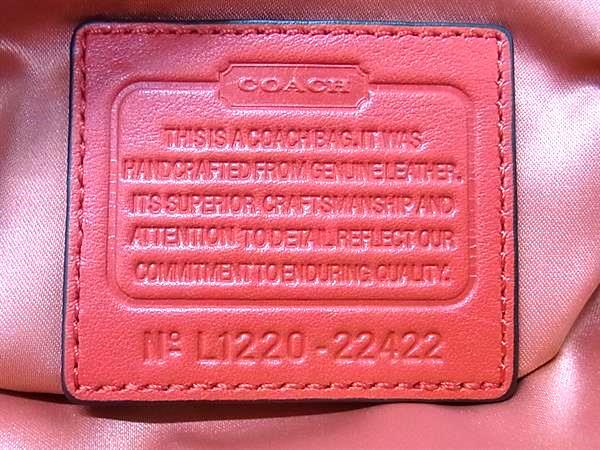 COACH
THIS IS A COACH BAG. IT WAS
HANDCRAFTED FROM GENUINE LEATHER.
ITS SUPERIOR CRAFTSMANSHIP AND
ATTENTION TO DETAIL REFLECT OUR
COMMITMENT TO ENDURING QUALITY.
Nº L1220-22422